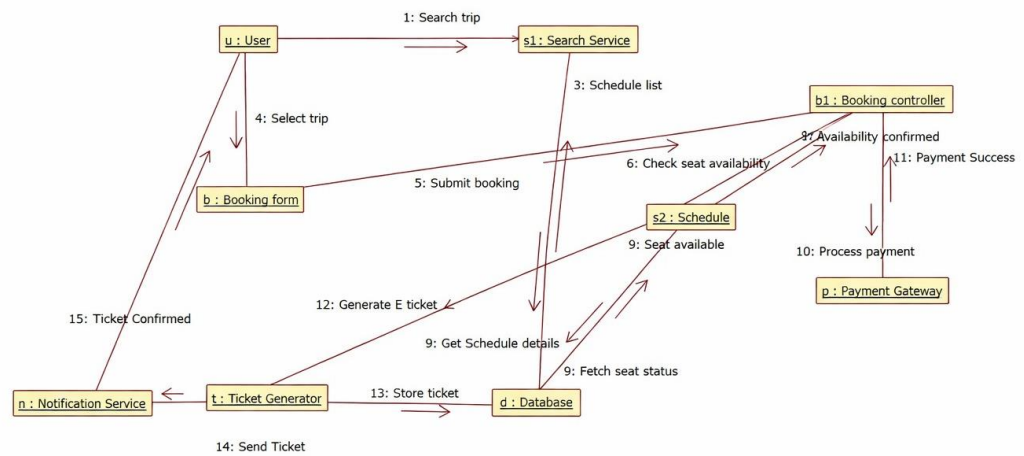 1: Search trip
u : User
s1: Search Service
3: Schedule list
b1 : Booking controller
4: Select trip
Availability confirmed
6: Check seat availability
11: Payment Success
5: Submit booking
b : Booking form
s2 : Schedule
9: Seat available
10: Process payment
p : Payment Gateway
12: Generate E ticket
15: Ticket Confirmed
9: Get Schedule details
9: Fetch seat status
13: Store ticket
n : Notification Service
t : Ticket Generator
d : Database
14: Send Ticket